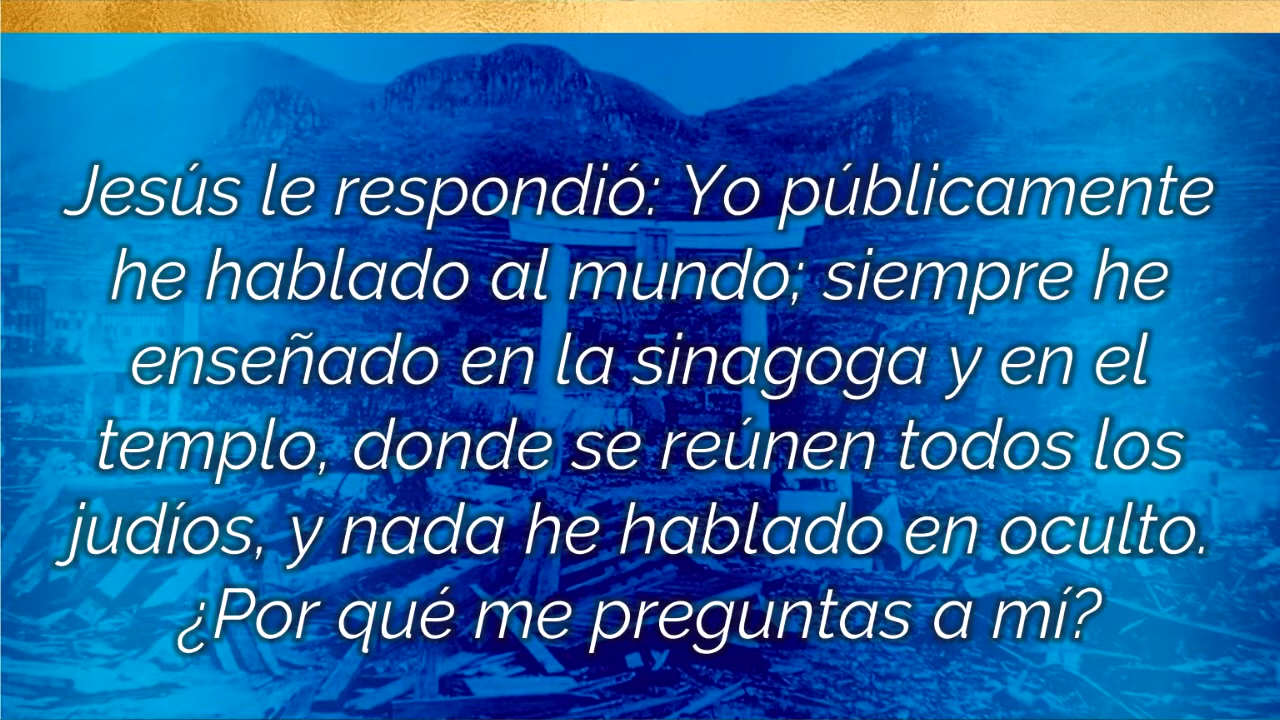 Jesús le respondió: Yo públicamente
he hablado al mundo; siempre he
enseñado en la sinagoga y en el
templo, donde se reúnen todos los
judíos, y nada he hablado en oculto.
¿Por qué me preguntas a mí?